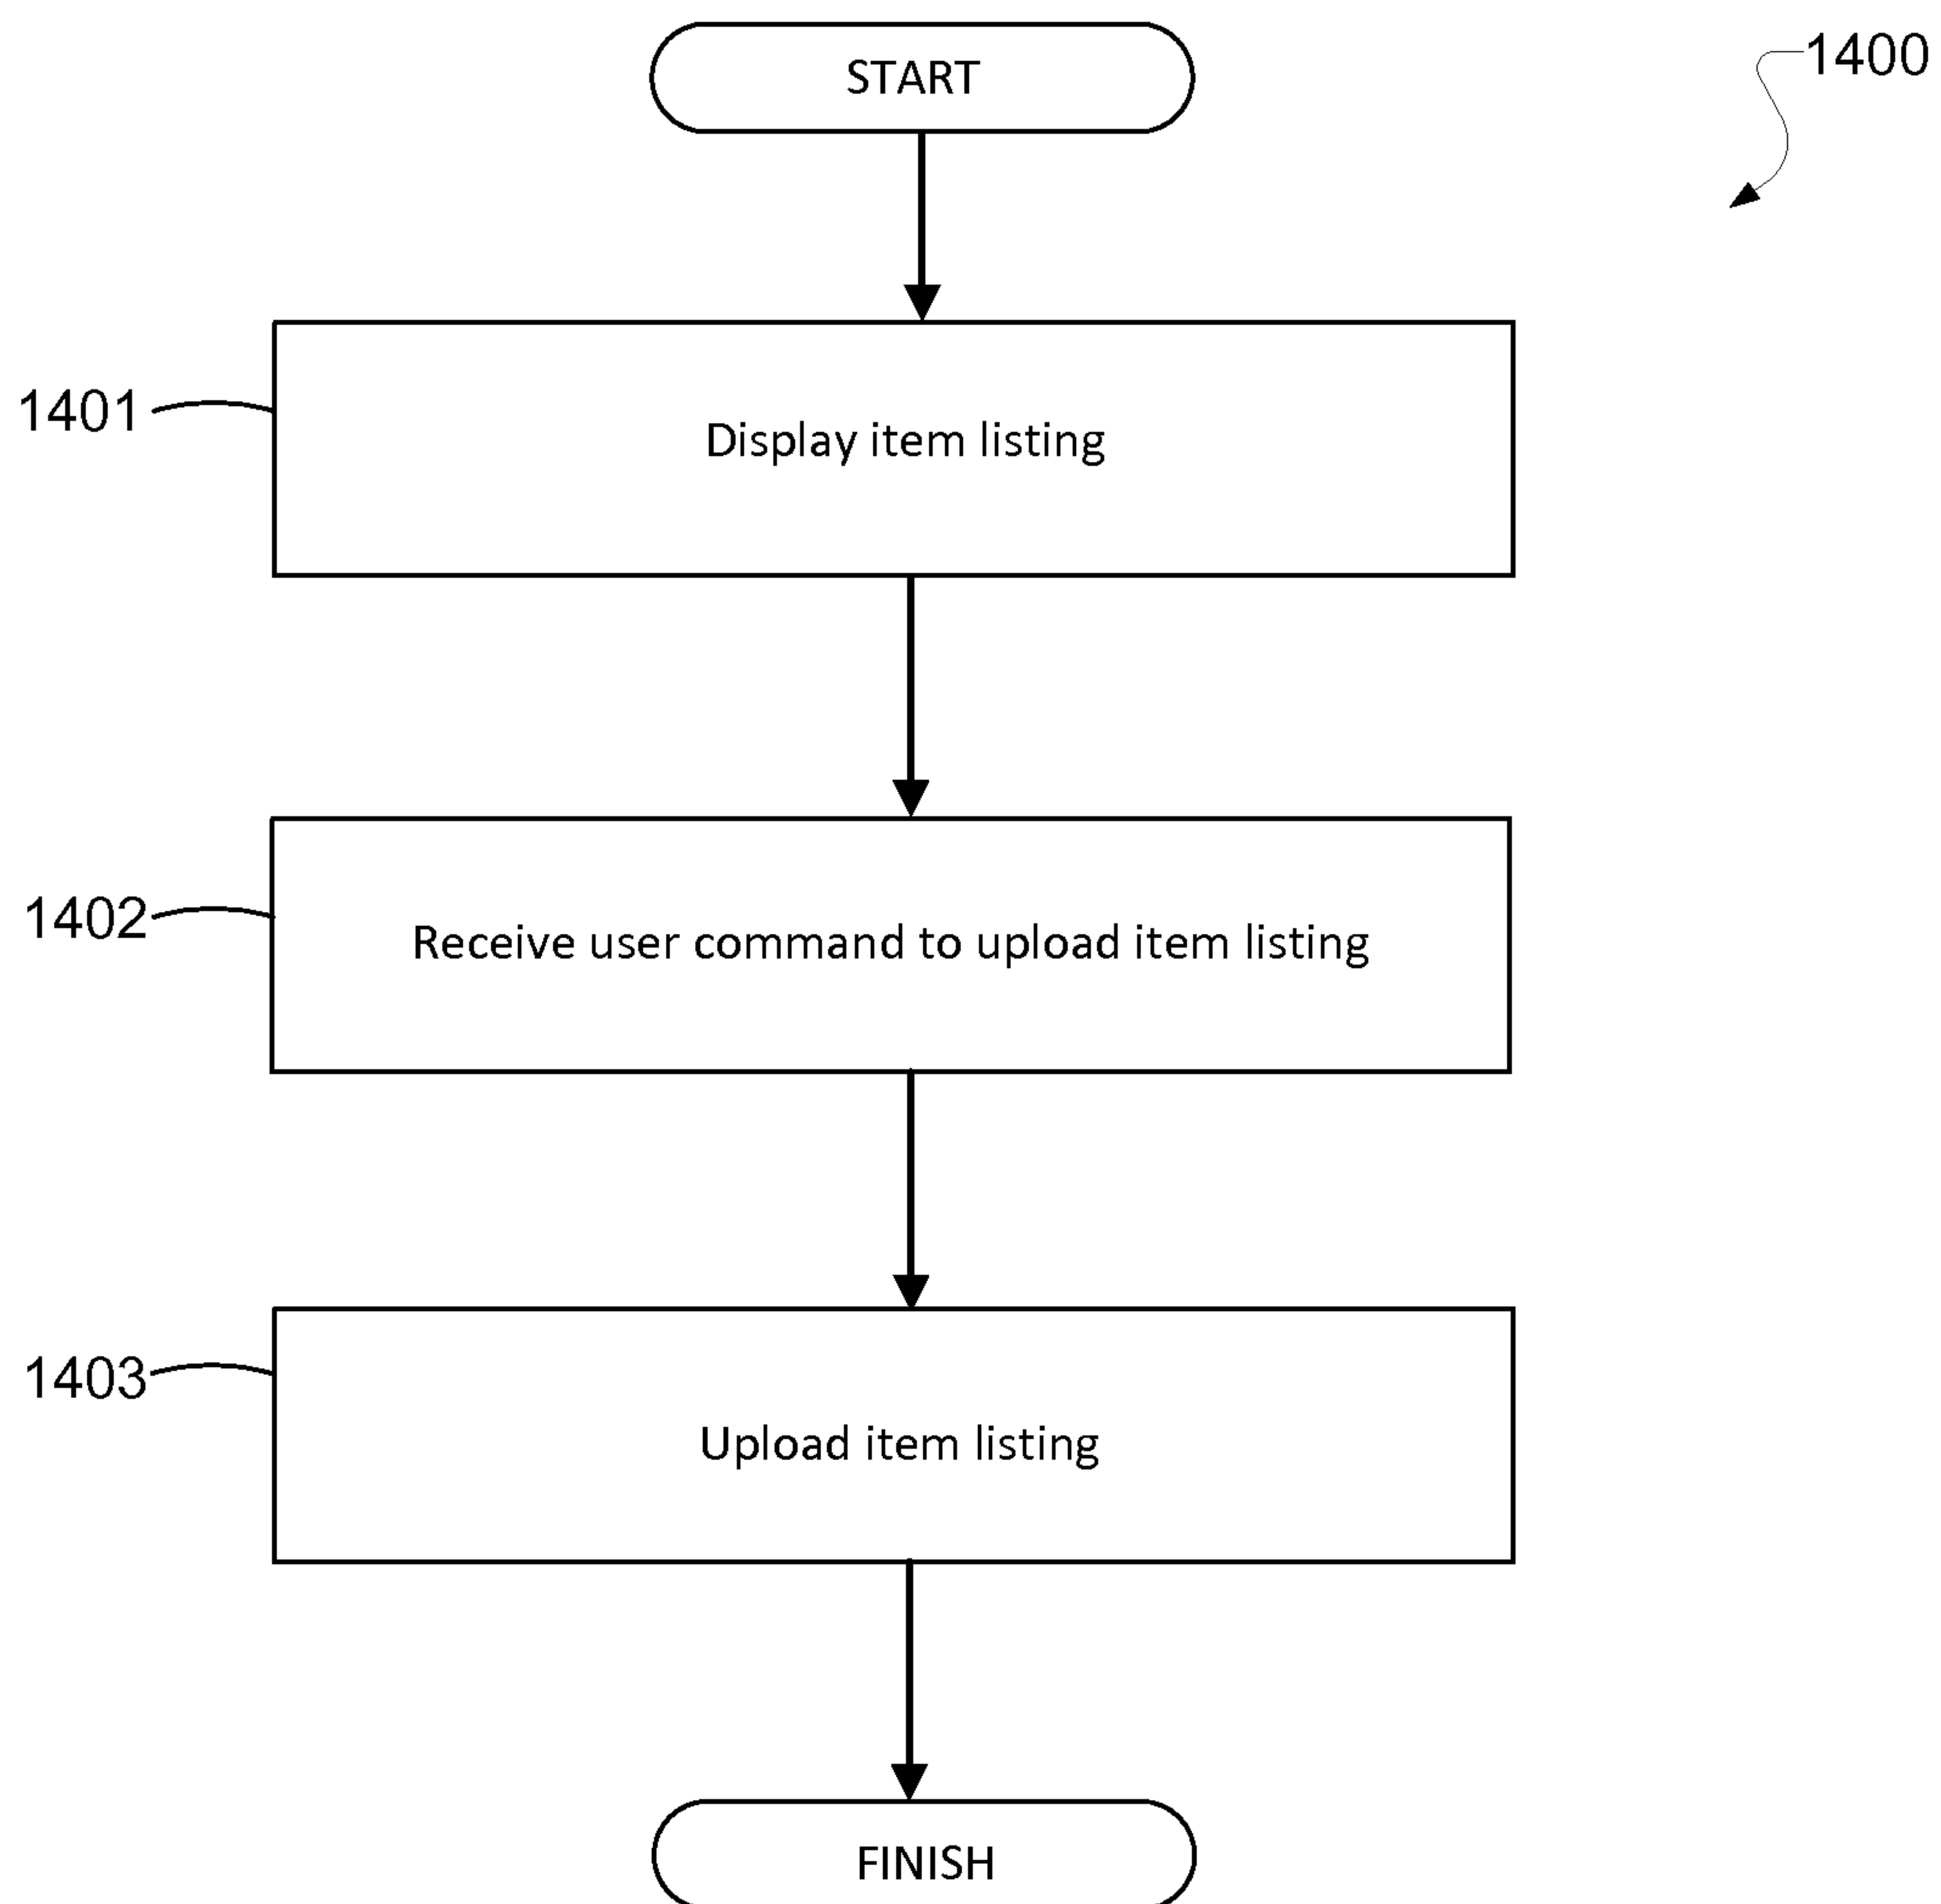 START
1400
1401
Display item listing
1402
Receive user command to upload item listing
1403
Upload item listing
FINISH